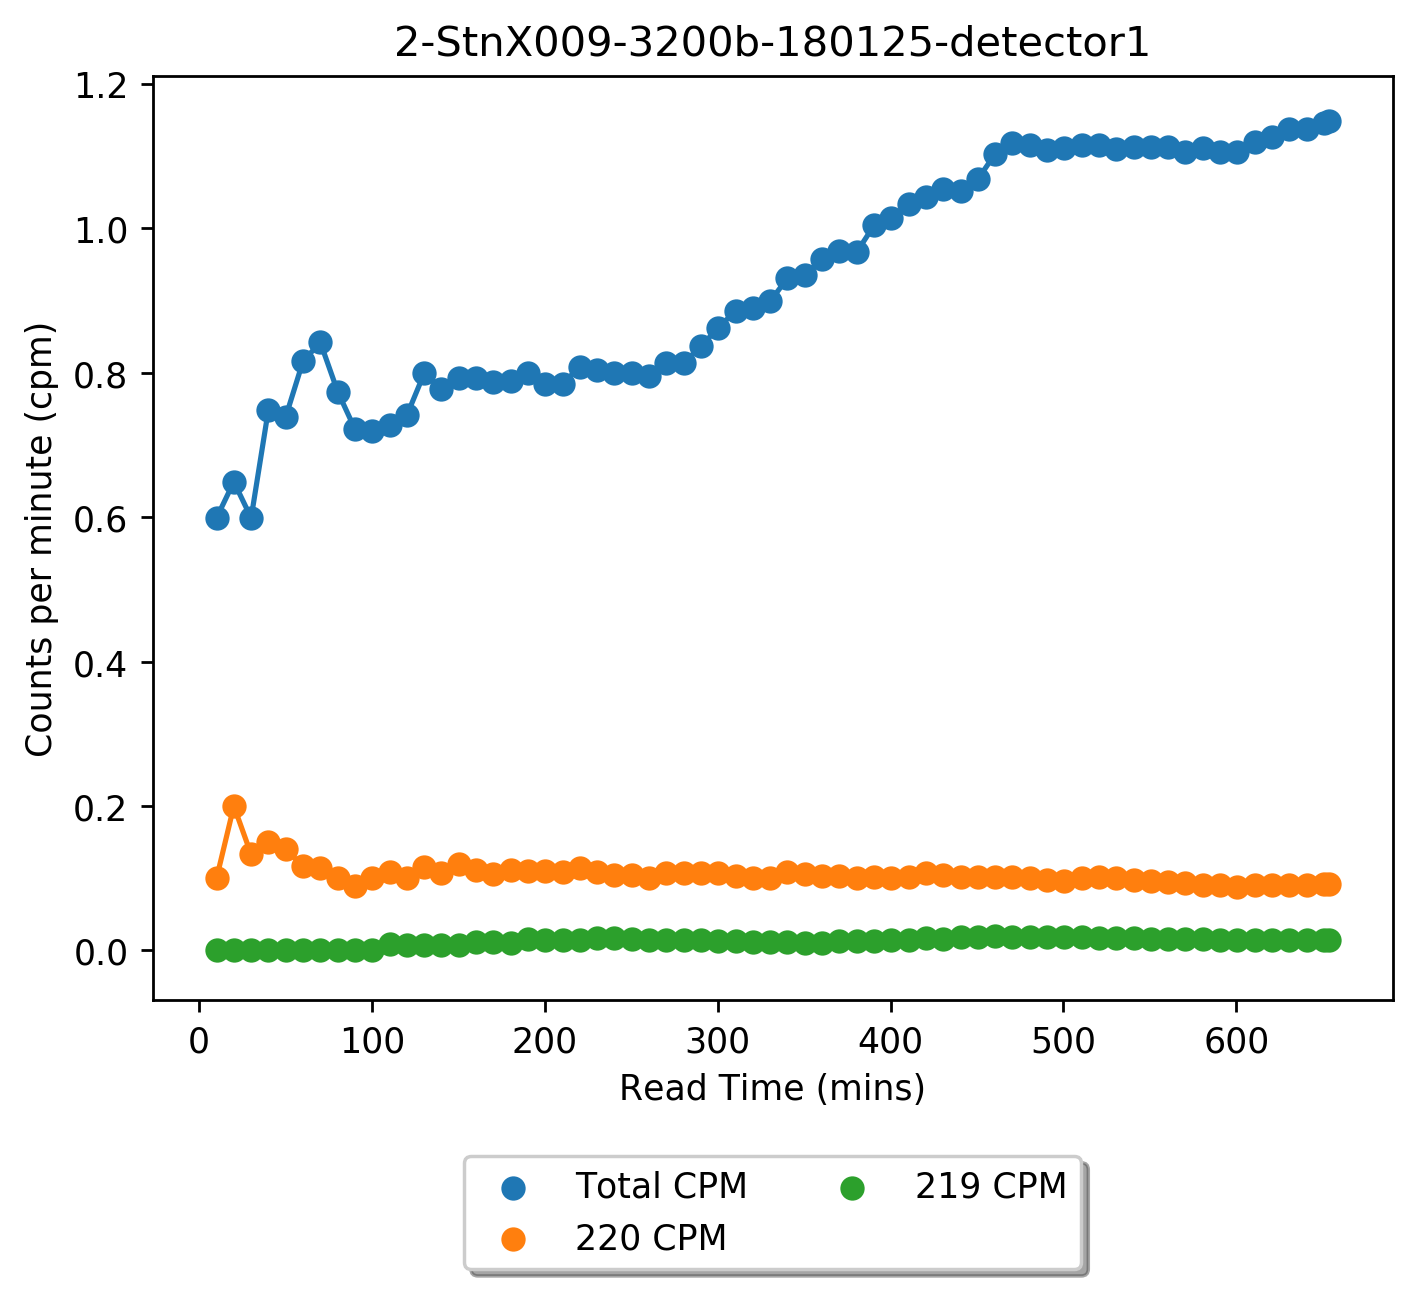 2-StnX009-3200b-180125-detector1
1.2
1.0
0.8
0.6
0.4
0.2
0.0
Counts per minute (cpm)
0 100 200 300 400 500 600
Read Time (mins)
Total CPM 219 CPM
220 CPM